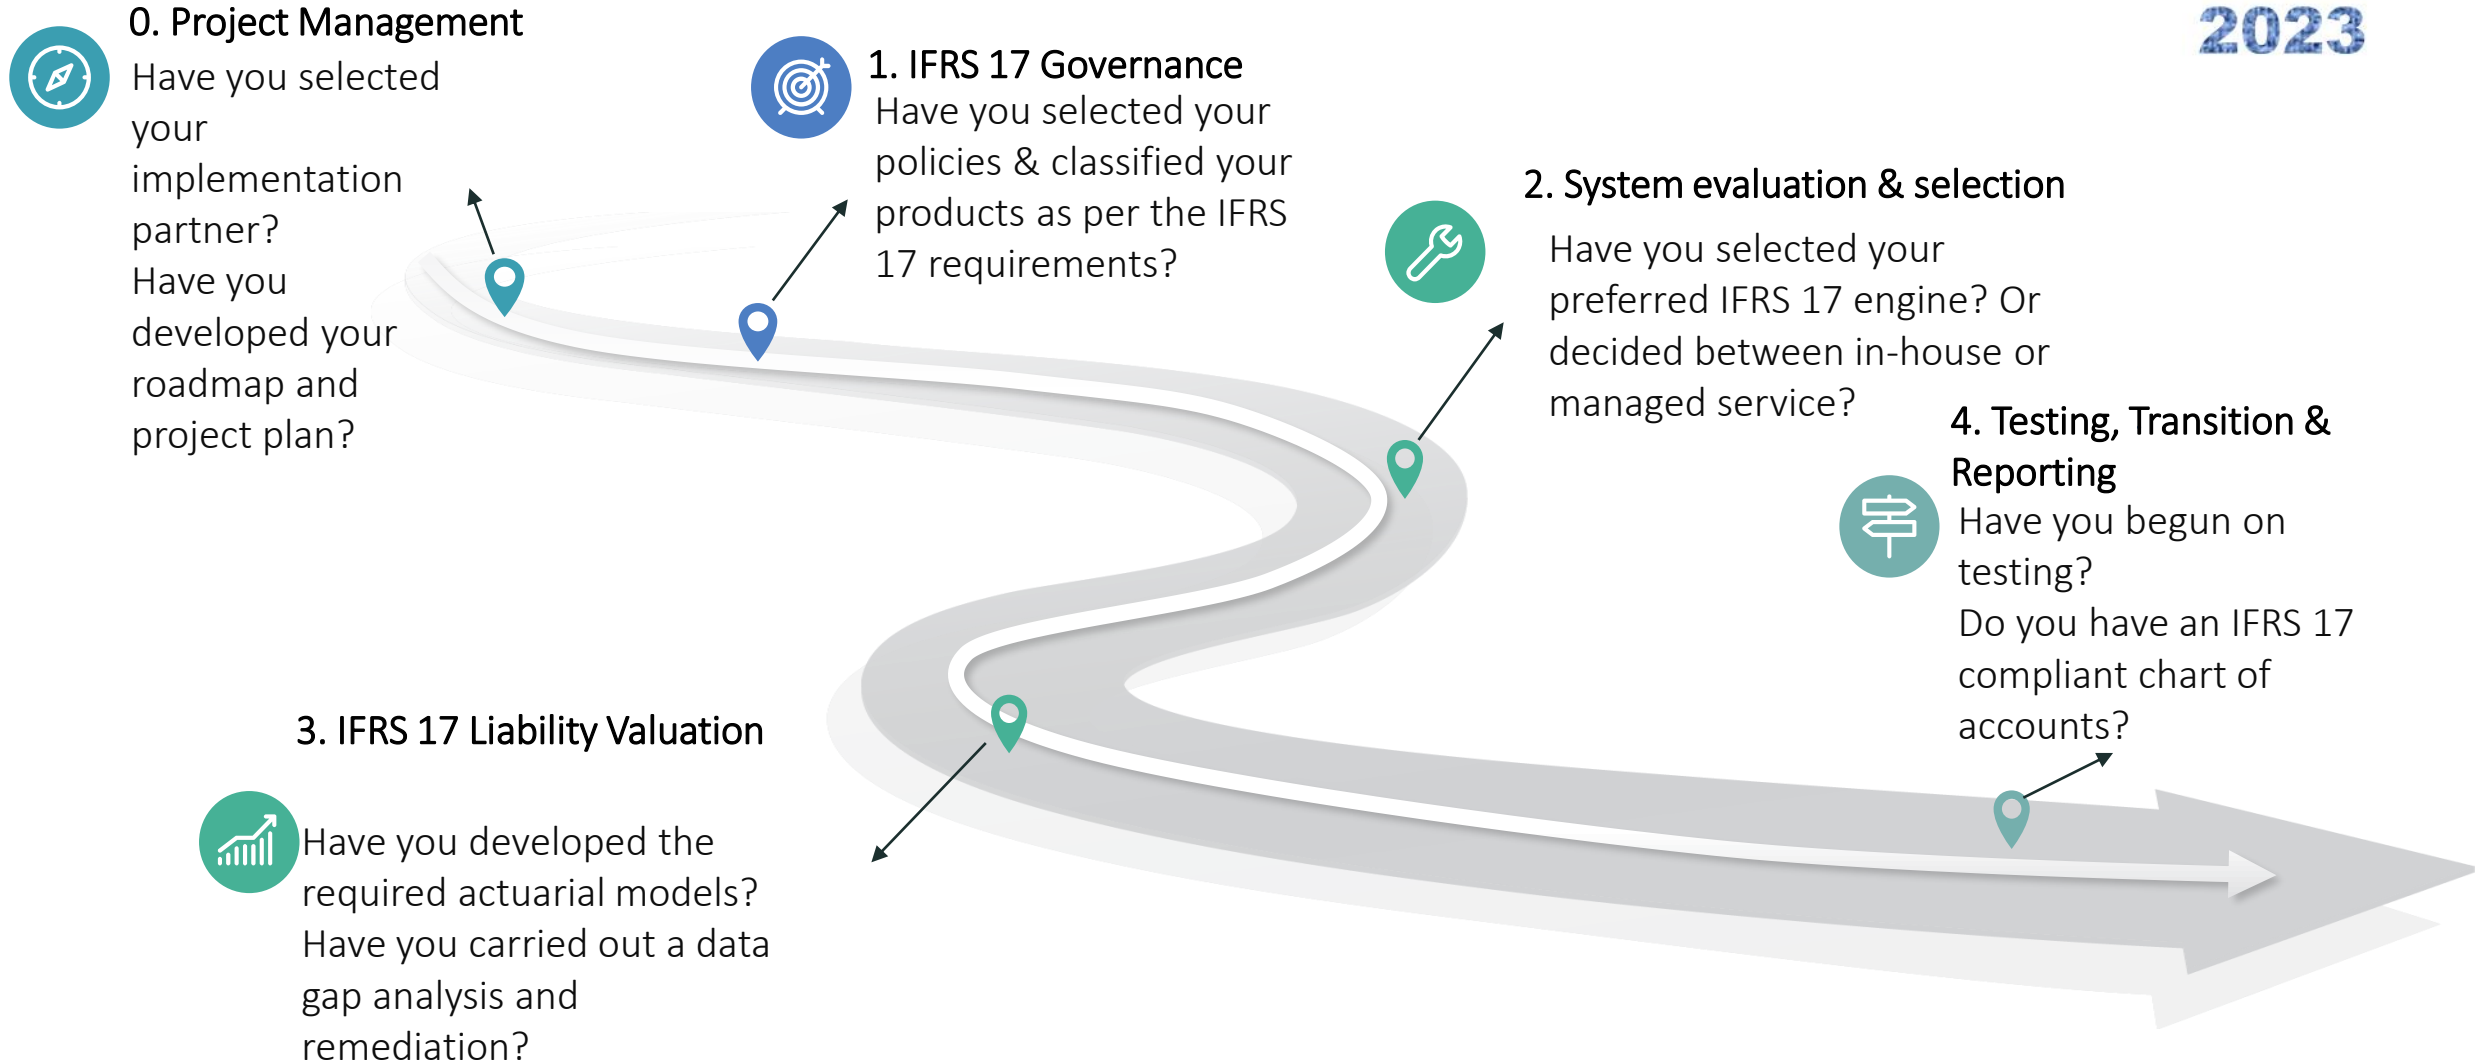 2023
0. Project Management
Have you selected
your
implementation
partner?
Have you
developed your
roadmap and
project plan?
1. IFRS 17 Governance
Have you selected your
policies & classified your
products as per the IFRS
17 requirements?
2. System evaluation & selection
Have you selected your
preferred IFRS 17 engine? Or
decided between in-house or
managed service?
3. IFRS 17 Liability Valuation
Have you developed the
required actuarial models?
Have you carried out a data
gap analysis and
remediation?
4. Testing, Transition &
Reporting
Have you begun on
testing?
Do you have an IFRS 17
compliant chart of
accounts?